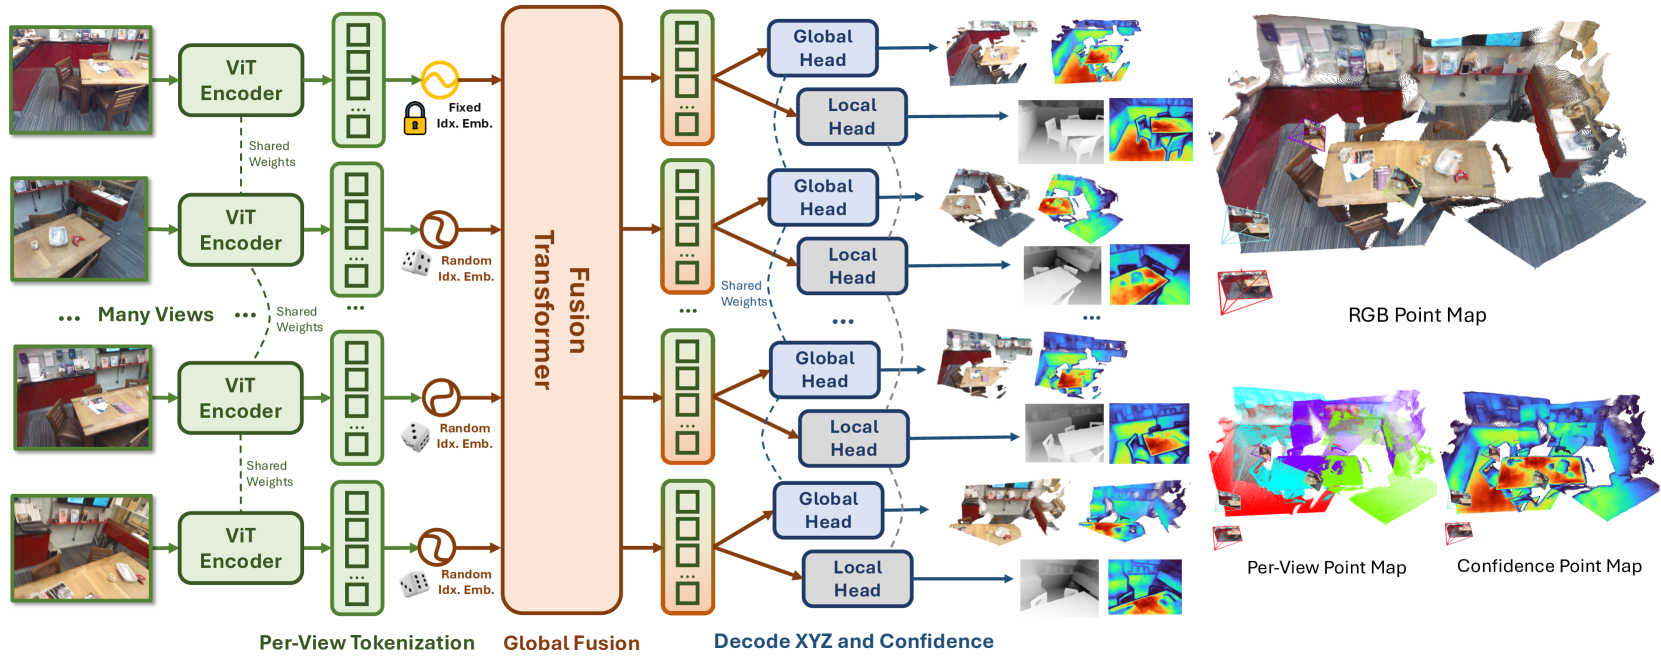 ViT
Encoder
...
Fixed
Idx. Emb.
Shared
Weights
ViT
Encoder
...
Random
Idx. Emb.
... Many Views ...
Shared
Weights
...
ViT
Encoder
...
Random
Idx. Emb.
Shared
Weights
ViT
Encoder
...
Random
Idx. Emb.
Per-View Tokenization
Fusion
Transformer
Global Fusion
...
Global
Head
Local
Head
...
Global
Head
Local
Head
Shared
Weights
...
...
...
...
Global
Head
Local
Head
...
Global
Head
Local
Head
Decode XYZ and Confidence
RGB Point Map
Per-View Point Map
Confidence Point Map